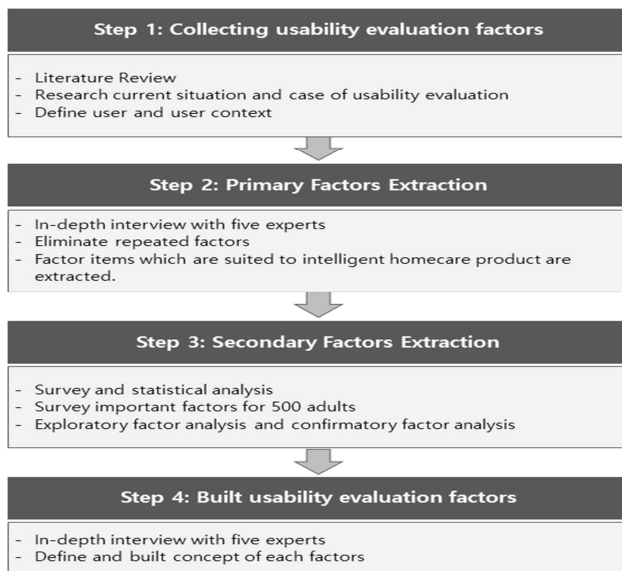 Step 1: Collecting usability evaluation factors
- Literature Review
- Research current situation and case of usability evaluation
- Define user and user context
Step 2: Primary Factors Extraction
- In-depth interview with five experts
- Eliminate repeated factors
- Factor items which are suited to intelligent homecare product are
extracted.
Step 3: Secondary Factors Extraction
- Survey and statistical analysis
- Survey important factors for 500 adults
- Exploratory factor analysis and confirmatory factor analysis
Step 4: Built usability evaluation factors
- In-depth interview with five experts
- Define and built concept of each factors